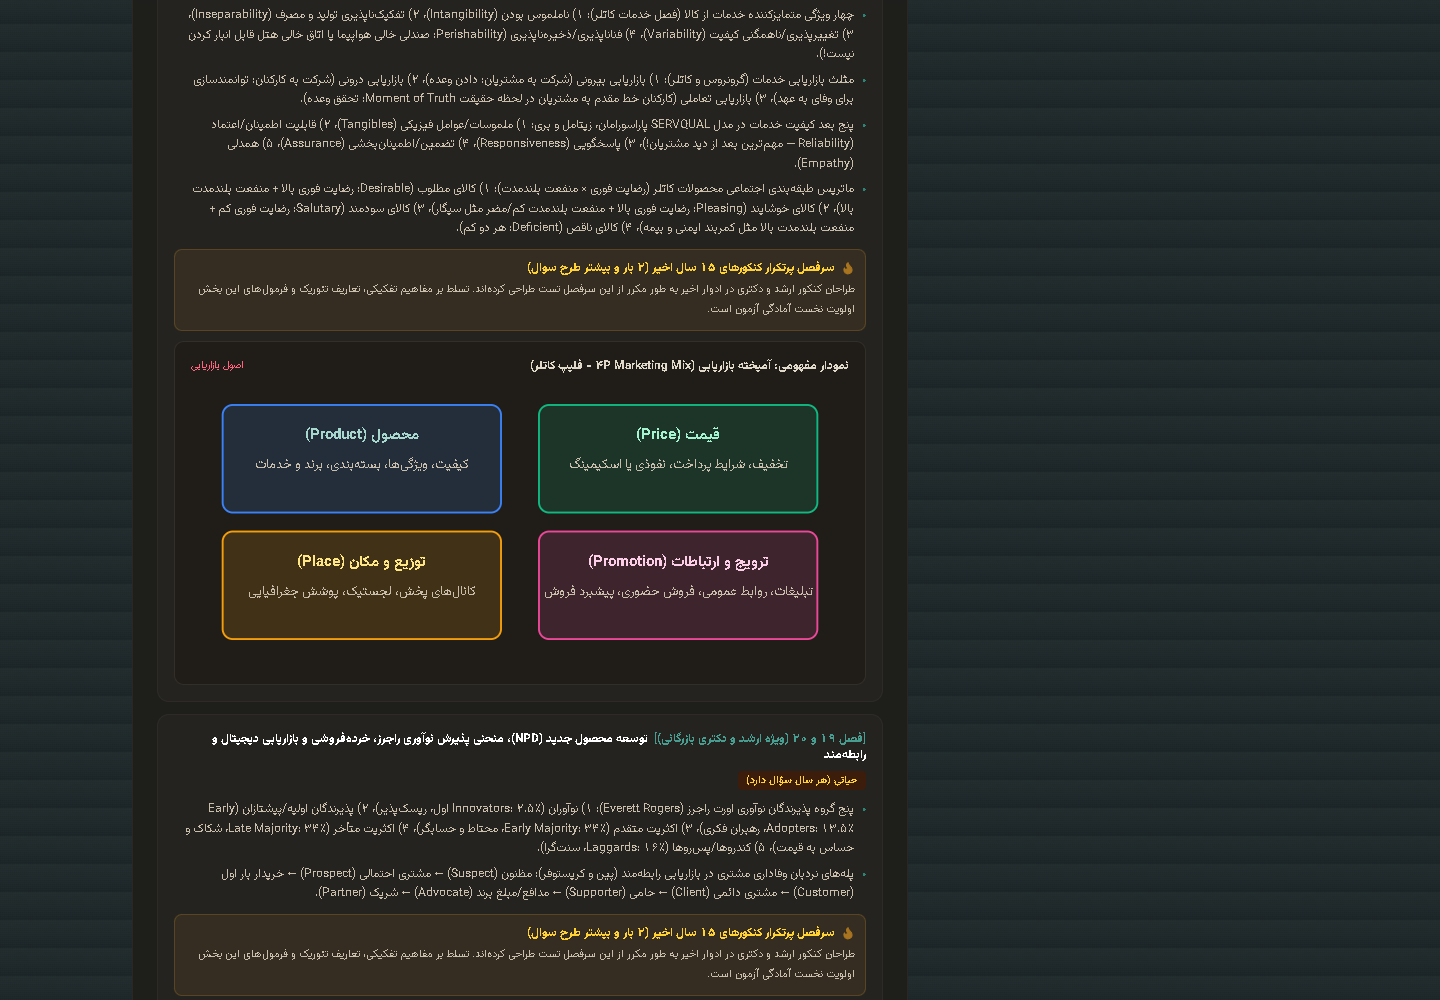 • چهار ویژگی متمایزکننده خدمات از کالا (فصل خدمات کاتلر): ۱) ناملموس بودن (Intangibility)، ۲) تفکیک‌ناپذیری تولید و مصرف (Inseparability)،
۳) تغییرپذیری/ناهمگنی کیفیت (Variability)، ۴) فناناپذیری/ذخیره‌ناپذیری (Perishability: صندلی خالی هواپیما یا اتاق خالی هتل قابل انبار کردن
نیست!).
• مثلث بازاریابی خدمات (گرونروس و کاتلر): ۱) بازاریابی بیرونی (شرکت به مشتریان: دادن وعده)، ۲) بازاریابی درونی (شرکت به کارکنان: توانمندسازی
برای وفای به عهد)، ۳) بازاریابی تعاملی (کارکنان خط مقدم به مشتریان در لحظه حقیقت Moment of Truth: تحقق وعده).
• پنج بعد کیفیت خدمات در مدل SERVQUAL پاراسورامان، زیتامل و بری: ۱) ملموسات/عوامل فیزیکی (Tangibles)، ۲) قابلیت اطمینان/اعتماد
(Reliability — مهم‌ترین بعد از دید مشتریان!)، ۳) پاسخگویی (Responsiveness)، ۴) تضمین/اطمینان‌بخشی (Assurance)، ۵) همدلی
(Empathy).
• ماتریس طبقه‌بندی اجتماعی محصولات کاتلر (رضایت فوری × منفعت بلندمدت): ۱) کالای مطلوب (Desirable: رضایت فوری بالا + منفعت بلندمدت
بالا)، ۲) کالای خوشایند (Pleasing: رضایت فوری بالا + منفعت بلندمدت کم/مضر مثل سیگار)، ۳) کالای سودمند (Salutary: رضایت فوری کم +
منفعت بلندمدت بالا مثل کمربند ایمنی و بیمه)، ۴) کالای ناقص (Deficient: هر دو کم).
سرفصل پرتکرار کنکورهای ۱۵ سال اخیر (۲ بار و بیشتر طرح سوال)
طراحان کنکور ارشد و دکتری در ادوار اخیر به طور مکرر از این سرفصل تست طراحی کرده‌اند. تسلط بر مفاهیم تفکیکی، تعاریف تئوریک و فرمول‌های این بخش
اولویت نخست آمادگی آزمون است.
نمودار مفهومی: آمیخته بازاریابی (۴P Marketing Mix - فلیپ کاتلر)
اصول بازاریابی
قیمت (Price)
تخفیف، شرایط پرداخت، نفوذی یا اسکیمینگ
محصول (Product)
کیفیت، ویژگی‌ها، بسته‌بندی، برند و خدمات
ترویج و ارتباطات (Promotion)
تبلیغات، روابط عمومی، فروش حضوری، پیشبرد فروش
توزیع و مکان (Place)
کانال‌های پخش، لجستیک، پوشش جغرافیایی
[فصل ۱۹ و ۲۰ (ویژه ارشد و دکتری بازرگانی)] توسعه محصول جدید (NPD)، منحنی پذیرش نوآوری راجرز، خرده‌فروشی و بازاریابی دیجیتال و
رابطه‌مند
حیاتی (هر سال سؤال دارد)
• پنج گروه پذیرندگان نوآوری اورت راجرز (Everett Rogers): ۱) نوآوران (Innovators: ۲.۵٪ اول، ریسک‌پذیر)، ۲) پذیرندگان اولیه/پیشتازان (Early
Adopters: ۱۳.۵٪، رهبران فکری)، ۳) اکثریت متقدم (Early Majority: ۳۴٪، محتاط و حسابگر)، ۴) اکثریت متأخر (Late Majority: ۳۴٪، شکاک و
حساس به قیمت)، ۵) کندروها/پس‌روها (Laggards: ۱۶٪، سنت‌گرا).
• پله‌های نردبان وفاداری مشتری در بازاریابی رابطه‌مند (پین و کریستوفر): مظنون (Suspect) ← مشتری احتمالی (Prospect) ← خریدار بار اول
(Customer) ← مشتری دائمی (Client) ← حامی (Supporter) ← مدافع/مبلغ برند (Advocate) ← شریک (Partner).
سرفصل پرتکرار کنکورهای ۱۵ سال اخیر (۲ بار و بیشتر طرح سوال)
طراحان کنکور ارشد و دکتری در ادوار اخیر به طور مکرر از این سرفصل تست طراحی کرده‌اند. تسلط بر مفاهیم تفکیکی، تعاریف تئوریک و فرمول‌های این بخش
اولویت نخست آمادگی آزمون است.